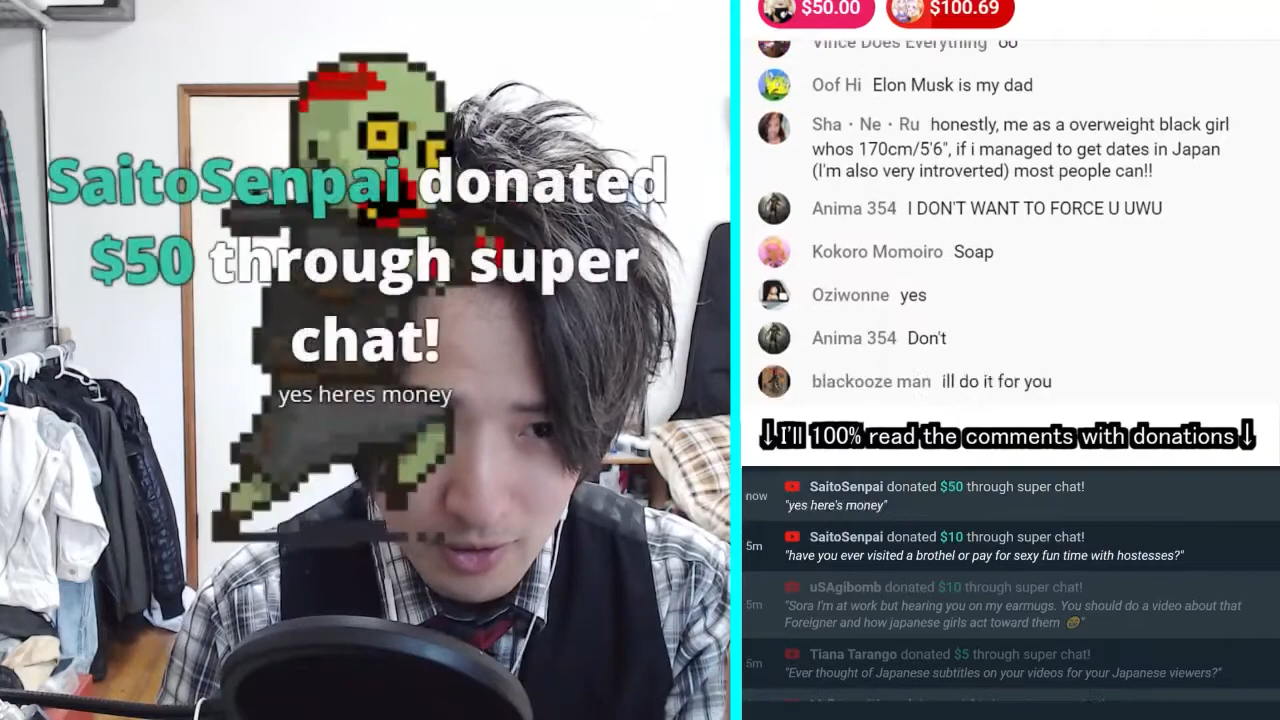 SaitoSenpai donated
$50 through super
chat!
yes heres money
$50.00
$100.69
Vince Does Everything oo
Oof Hi Elon Musk is my dad
Sha・Ne・Ru honestly, me as a overweight black girl
whos 170cm/5'6", if i managed to get dates in Japan
(I'm also very introverted) most people can!!
Anima 354 I DON'T WANT TO FORCE U UWU
Kokoro Momoiro Soap
Oziwonne yes
Anima 354 Don't
blackooze man ill do it for you
↓I'll 100% read the comments with donations↓
now
SaitoSenpai donated $50 through super chat!
"yes here's money"
5m
SaitoSenpai donated $10 through super chat!
"have you ever visited a brothel or pay for sexy fun time with hostesses?"
5m
uSAgibomb donated $10 through super chat!
"Sora I'm at work but hearing you on my earmugs. You should do a video about that
Foreigner and how japanese girls act toward them"
5m
Tiana Tarango donated $5 through super chat!
"Ever thought of Japanese subtitles on your videos for your Japanese viewers?"